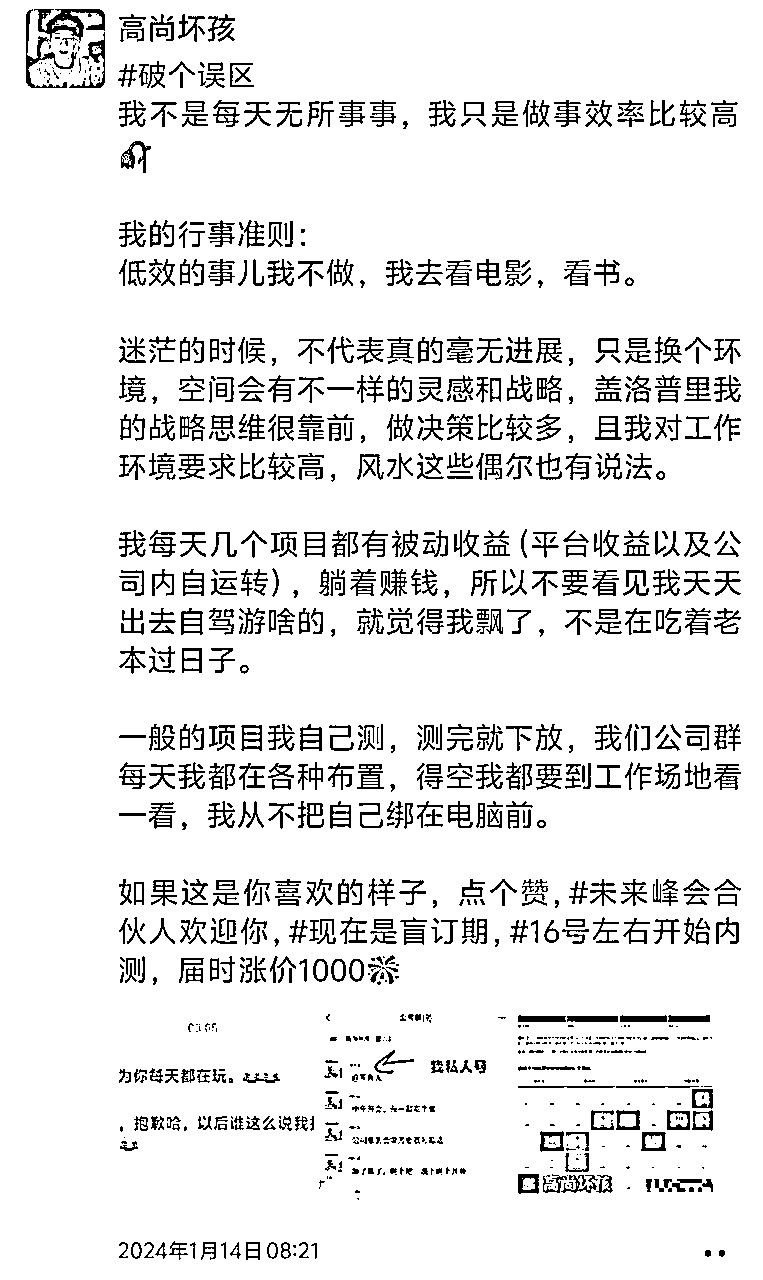 高尚坏孩
#破个误区
我不是每天无所事事，我只是做事效率比较高
我的行事准则：
低效的事儿我不做，我去看电影，看书。
迷茫的时候，不代表真的毫无进展，只是换个环
境，空间会有不一样的灵感和战略，盖洛普里我
的战略思维很靠前，做决策比较多，且我对工作
环境要求比较高，风水这些偶尔也有说法。
我每天几个项目都有被动收益(平台收益以及公
司内自运转)，躺着赚钱，所以不要看见我天天
出去自驾游啥的，就觉得我飘了，不是在吃着老
本过日子。
一般的项目我自己测，测完就下放，我们公司群
每天我都在各种布置，得空我都要到工作场地看
一看，我从不把自己绑在电脑前。
如果这是你喜欢的样子，点个赞,#未来峰会合
伙人欢迎你,#现在是盲订期,#16号左右开始内
测，届时涨价1000
为你每天都在玩。
我私人号
，抱歉哈，以后谁这么说我
高尚坏孩
2024年1月14日 08:21